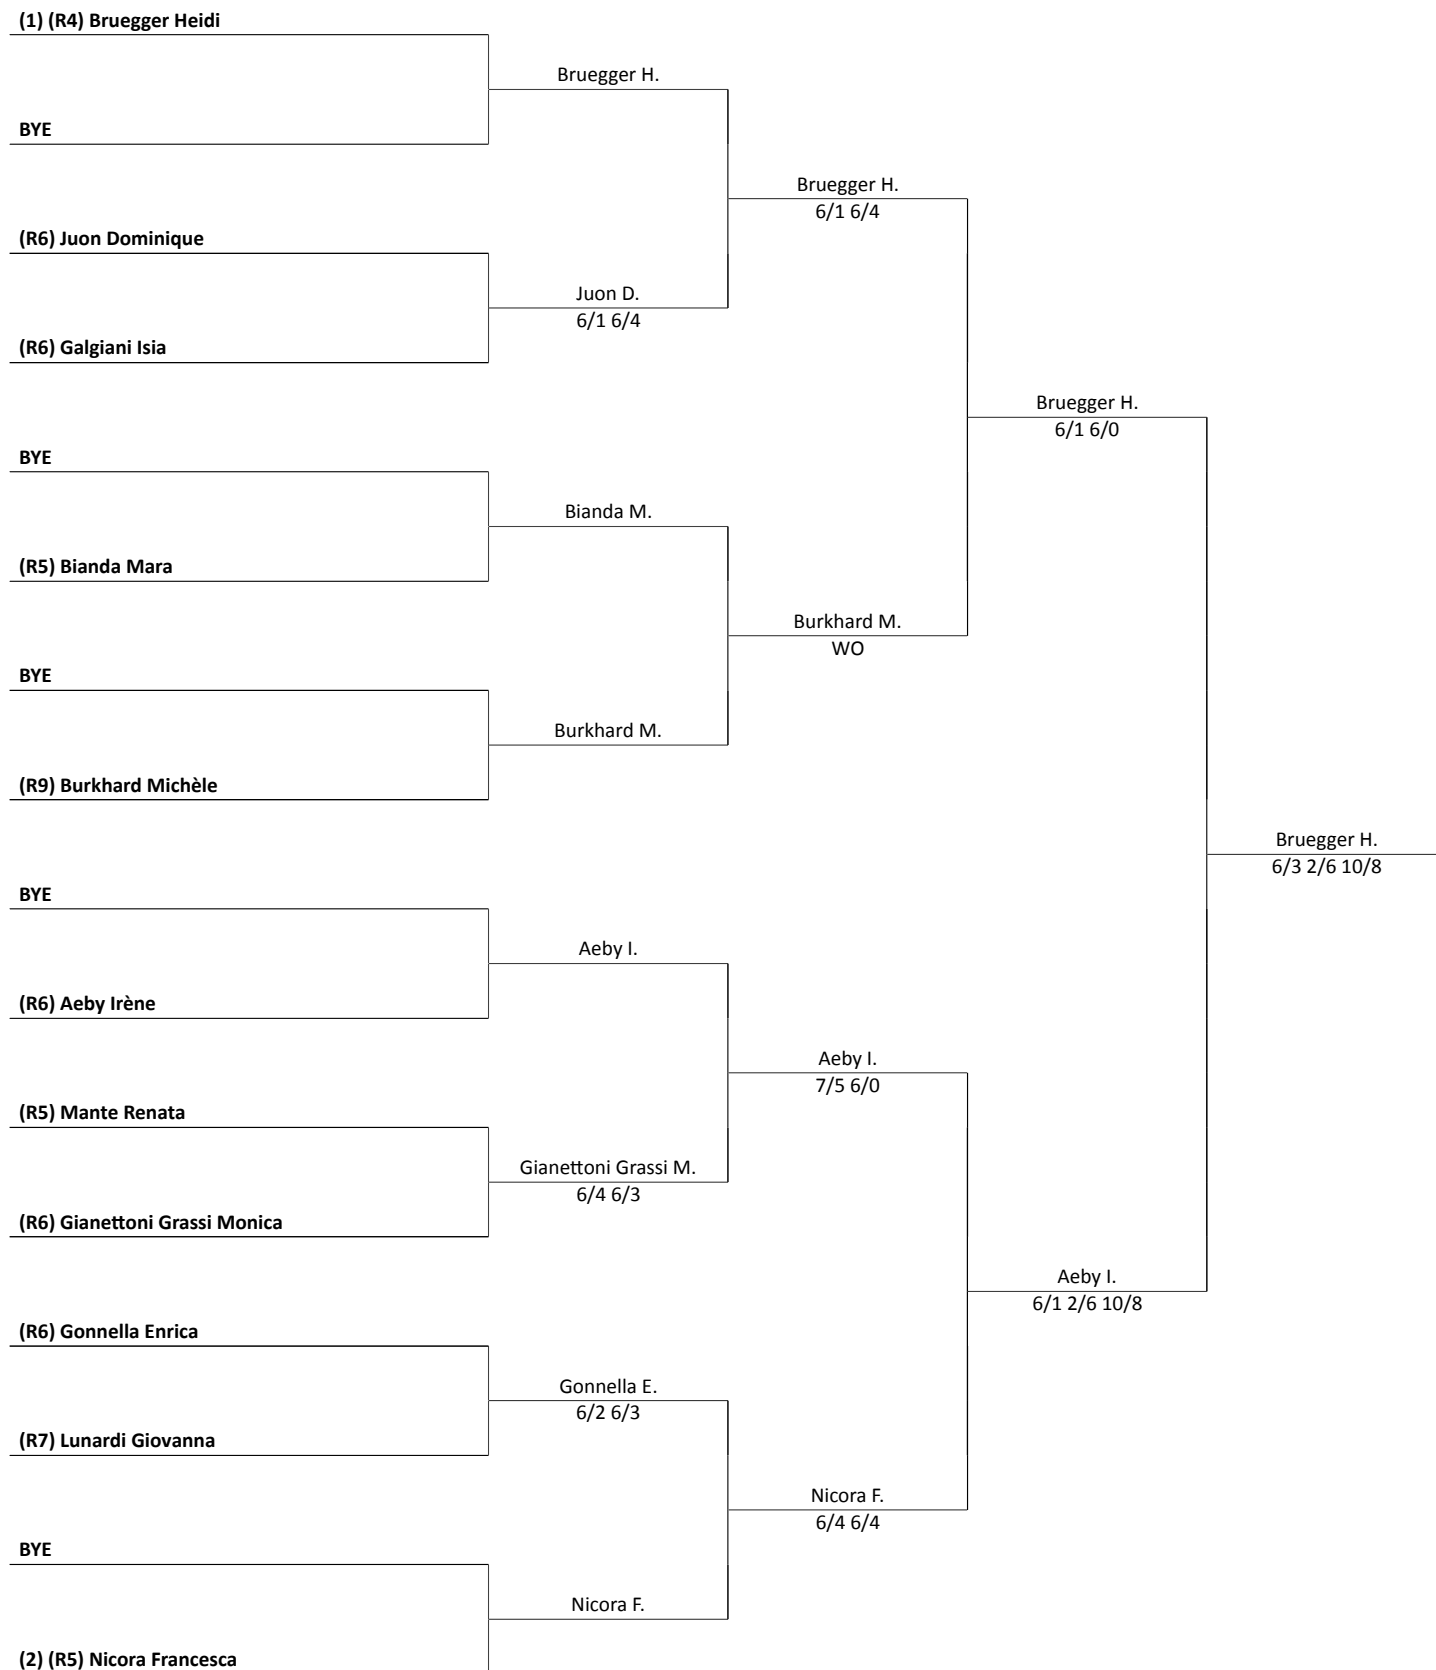 (1) (R4) Bruegger Heidi
Bruegger H.
BYE
Bruegger H.
6/1 6/4
(R6) Juon Dominique
Juon D.
6/1 6/4
(R6) Galgiani Isia
Bruegger H.
6/1 6/0
BYE
Bianda M.
(R5) Bianda Mara
Burkhard M.
WO
BYE
Burkhard M.
(R9) Burkhard Michèle
Bruegger H.
6/3 2/6 10/8
BYE
Aeby I.
(R6) Aeby Irène
Aeby I.
7/5 6/0
(R5) Mante Renata
Gianettoni Grassi M.
6/4 6/3
(R6) Gianettoni Grassi Monica
Aeby I.
6/1 2/6 10/8
(R6) Gonnella Enrica
Gonnella E.
6/2 6/3
(R7) Lunardi Giovanna
Nicora F.
6/4 6/4
BYE
Nicora F.
(2) (R5) Nicora Francesca